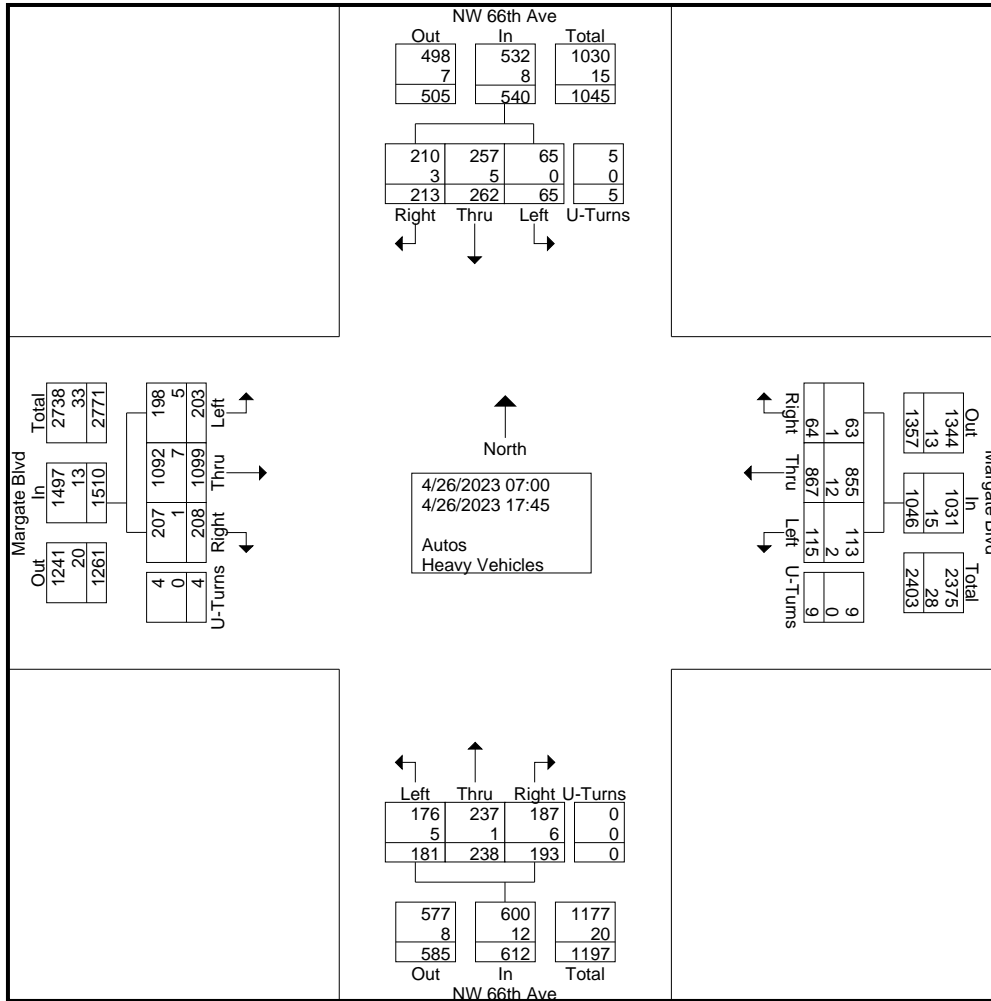 NW 66th Ave
Out In Total
498 532 1030
7 8 15
505 540 1045
210 257 65 5
3 5 0 0
213 262 65 5
Right Thru Left U-Turns
Margate Blvd
Total In Out
2738 1497 1241
33 13 20
2771 1510 1261
198 1092 207 4
5 7 1 0
203 1099 208 4
Left Thru Right U-Turns
North
4/26/2023 07:00
4/26/2023 17:45
Autos
Heavy Vehicles
Right Thru Left U-Turns
64 867 115 9
1 12 2 0
63 855 113 9
1357 1046 2403
13 15 28
1344 1031 2375
Out In Total
Margate Blvd
Left Thru Right U-Turns
176 237 187 0
5 1 6 0
181 238 193 0
577 600 1177
8 12 20
585 612 1197
Out In Total
NW 66th Ave